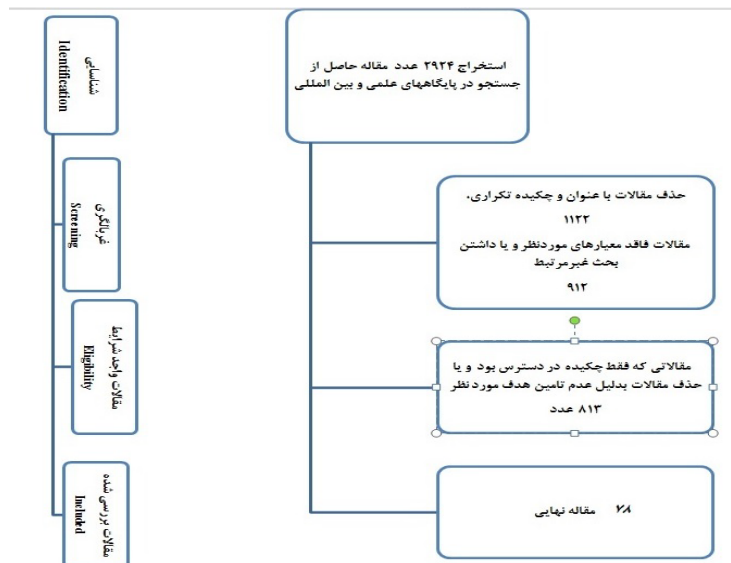 استخراج ۲۹۲۴ عدد مقاله حاصل از
جستجو در پایگاههای علمی و بین المللی
حذف مقالات با عنوان و چکیده تکراری،
۱۱۲۲
مقالات فاقد معیارهای موردنظر و یا داشتن
بحث غیرمرتبط
۹۱۲
مقالاتی که فقط چکیده در دسترس بود و یا
حذف مقالات بدلیل عدم تامین هدف مورد نظر
۸۱۳ عدد
۷۸ مقاله نهایی
شناسایی
Identification
غربالگری
Screening
مقالات واجد شرایط
Eligibility
مقالات بررسی شده
Included